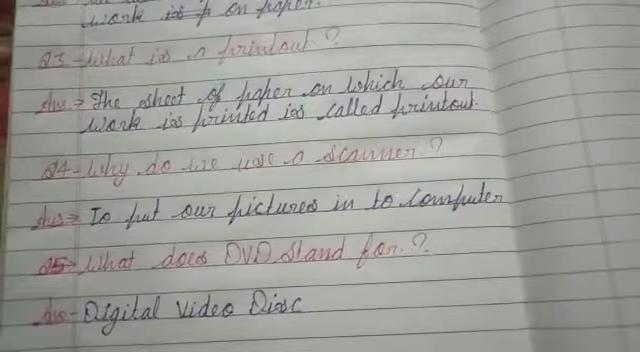 work is on paper.
Q3 - What is a printout?
Ans → The sheet of paper on which our
work is printed is called printout.
Q4 - Why do we use a scanner?
Ans → To put our pictures in to Computer
Q5 → What does DVD stand for?
Ans - Digital Video Disc